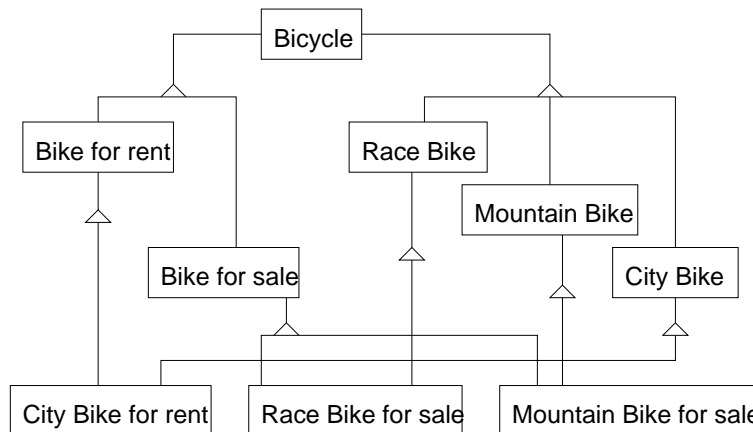 Bicycle
Bike for rent
Race Bike
Mountain Bike
Bike for sale
City Bike
City Bike for rent
Race Bike for sale
Mountain Bike for sale